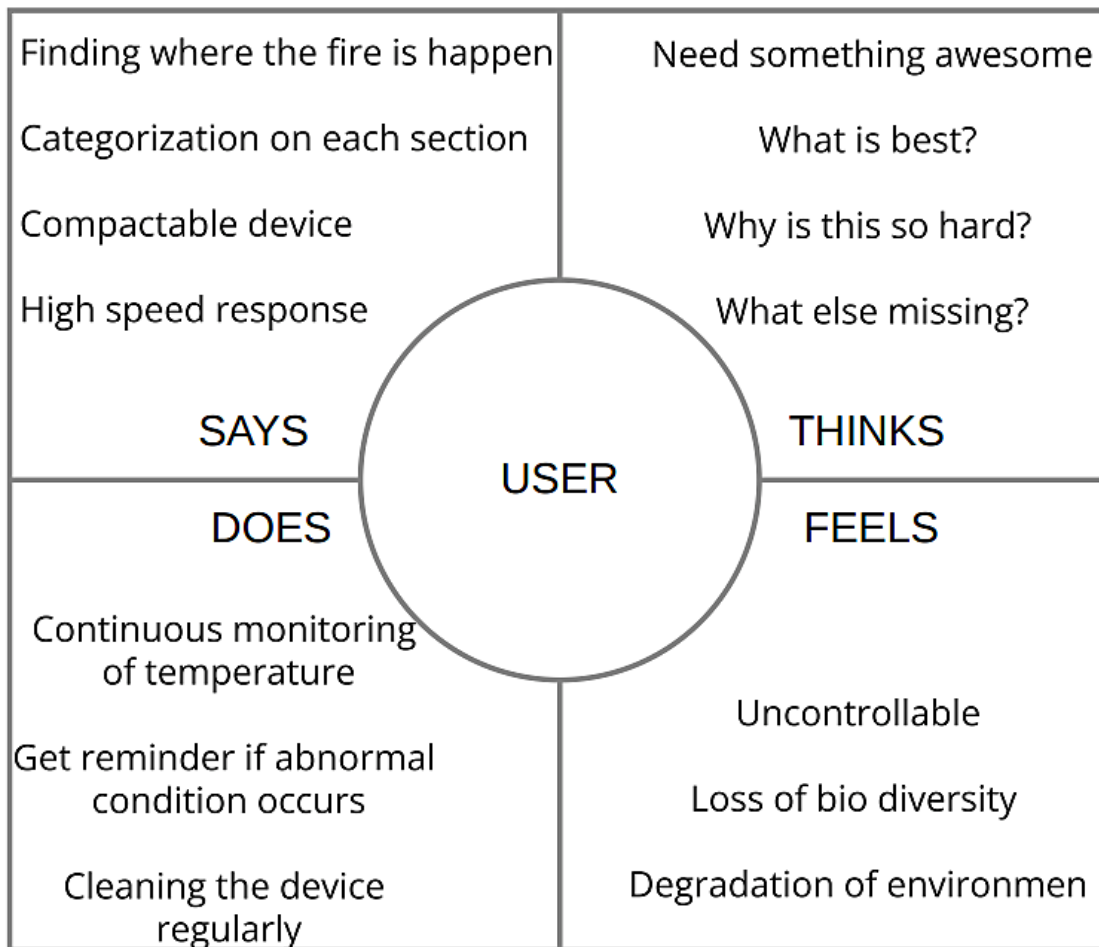 Finding where the fire is happen
Categorization on each section
Compactable device
High speed response
SAYS
Need something awesome
What is best?
Why is this so hard?
What else missing?
THINKS
USER
DOES
Continuous monitoring
of temperature
Get reminder if abnormal
condition occurs
Cleaning the device
regularly
FEELS
Uncontrollable
Loss of bio diversity
Degradation of environmen